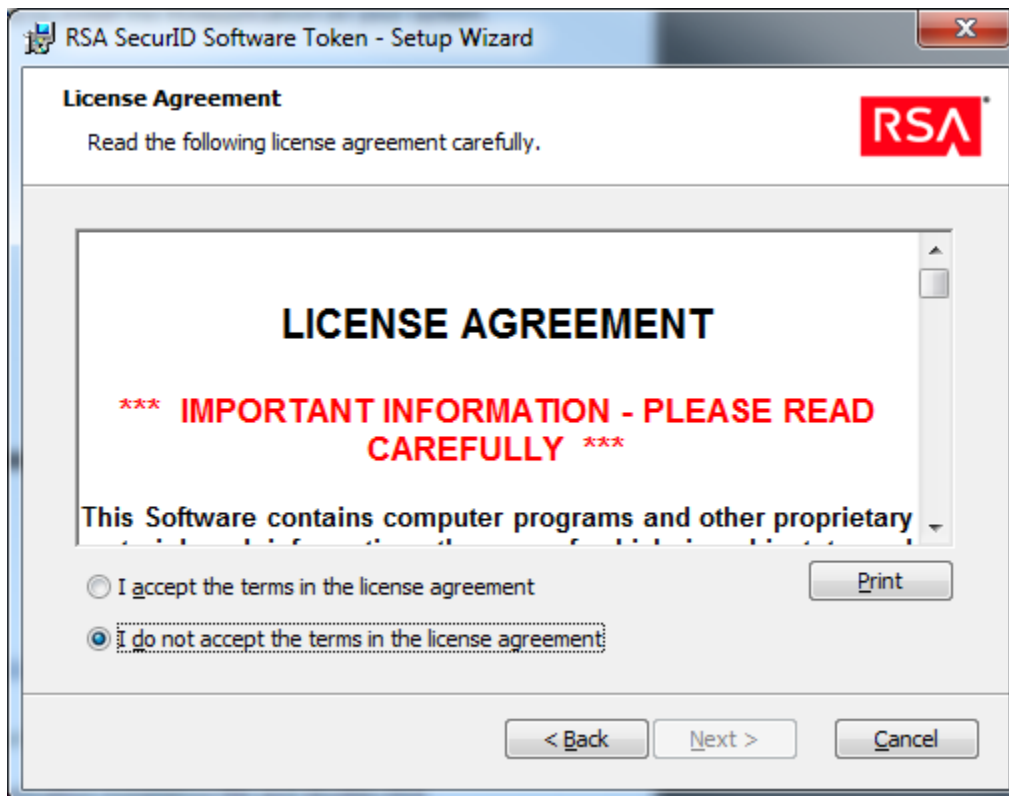 RSA SecurID Software Token - Setup Wizard
License Agreement
Read the following license agreement carefully.
RSA
LICENSE AGREEMENT
*** IMPORTANT INFORMATION - PLEASE READ
CAREFULLY ***
This Software contains computer programs and other proprietary
I accept the terms in the license agreement
Print
I do not accept the terms in the license agreement
< Back
Next >
Cancel